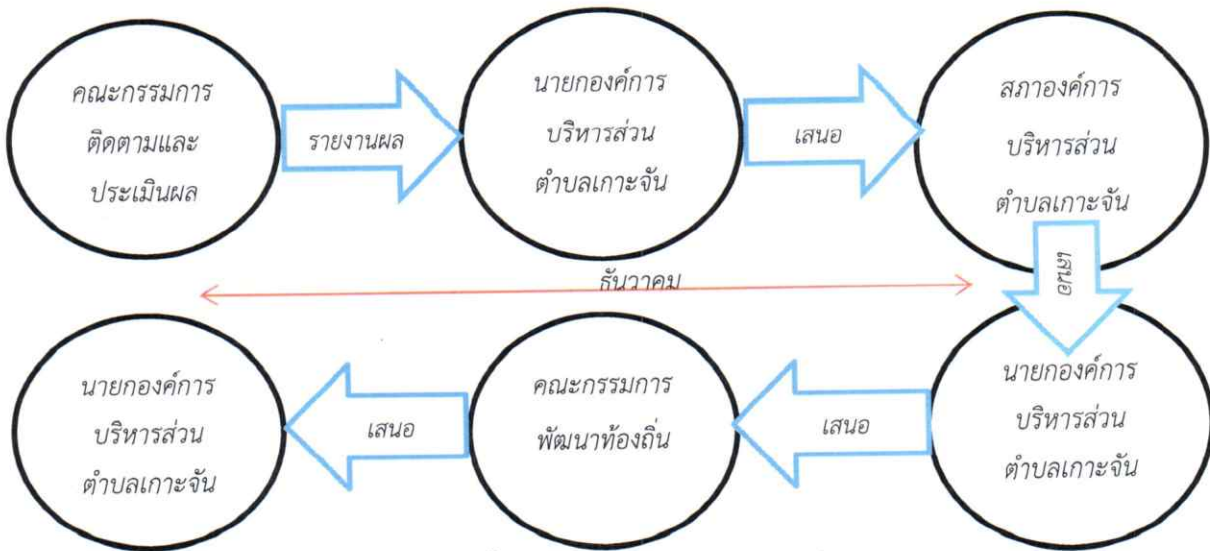 คณะกรรมการ
ติดตามและ
ประเมินผล
รายงานผล
นายกองค์การ
บริหารส่วน
ตำบลเกาะจัน
เสนอ
สภาองค์การ
บริหารส่วน
ตำบลเกาะจัน
เสนอ
ธันวาคม
นายกองค์การ
บริหารส่วน
ตำบลเกาะจัน
เสนอ
คณะกรรมการ
พัฒนาท้องถิ่น
เสนอ
นายกองค์การ
บริหารส่วน
ตำบลเกาะจัน